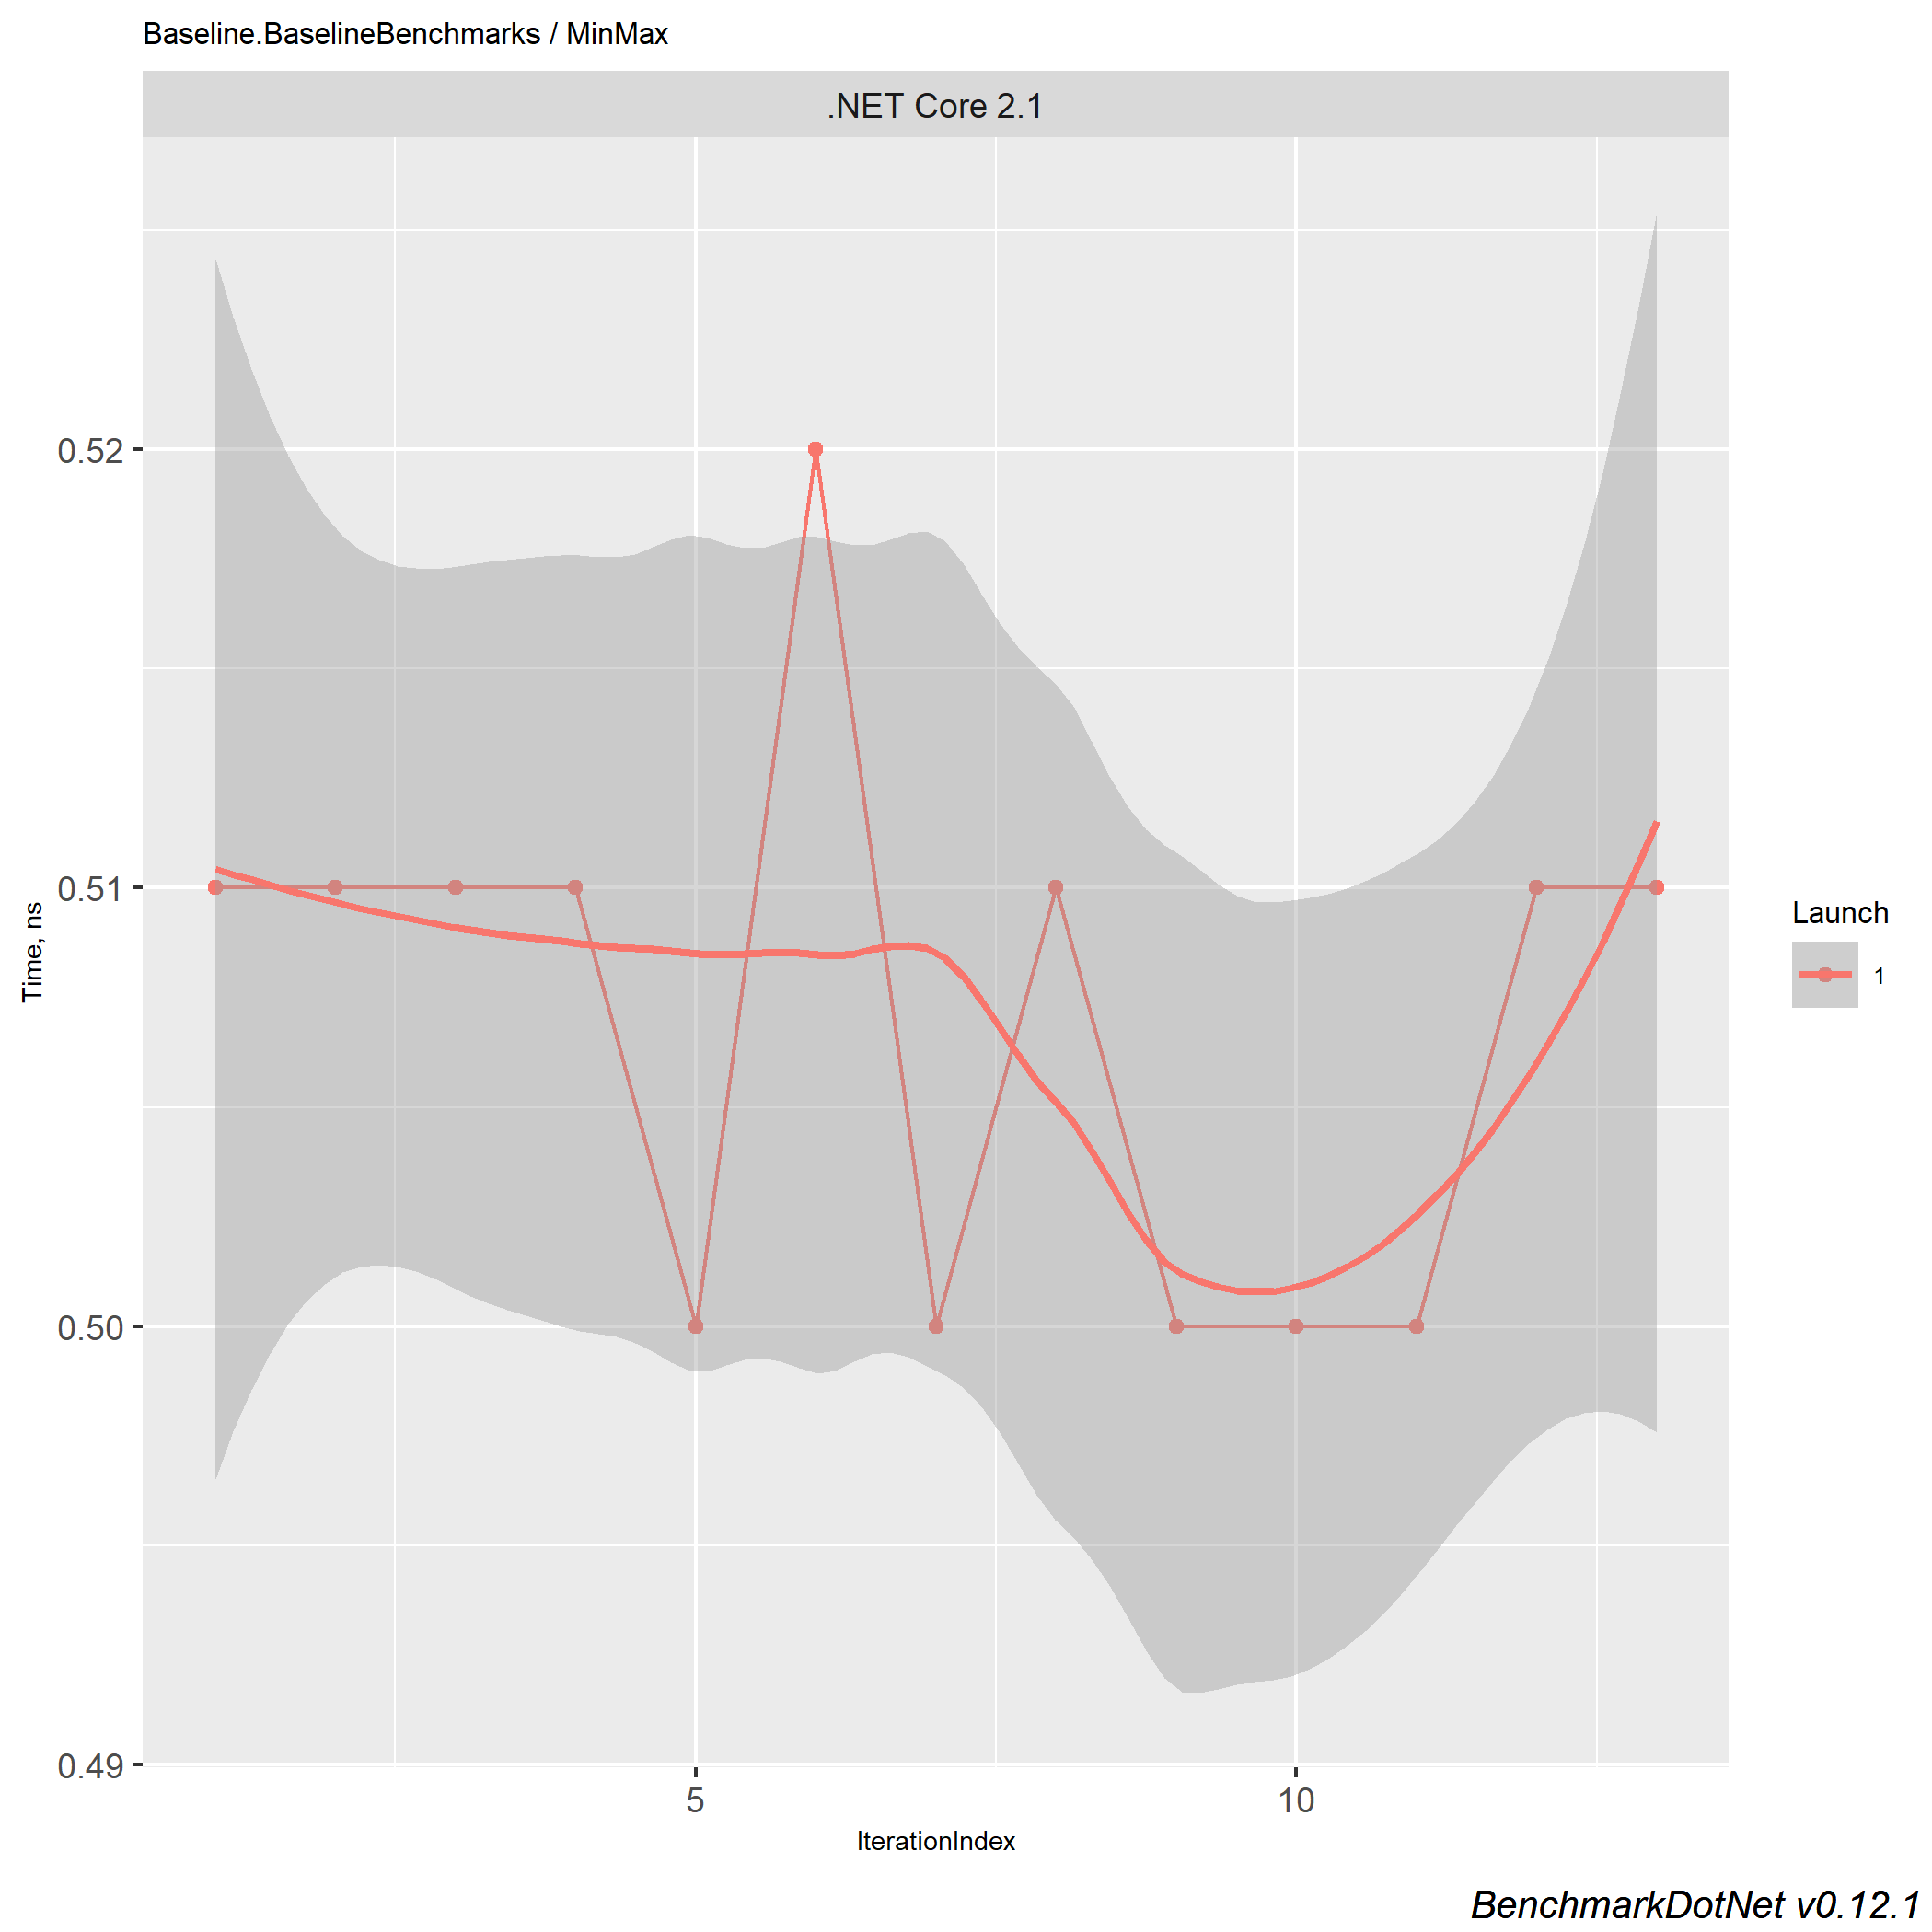 Baseline.BaselineBenchmarks / MinMax
.NET Core 2.1
0.52
0.51
0.50
0.49
Time, ns
5
10
IterationIndex
Launch
1
BenchmarkDotNet v0.12.1